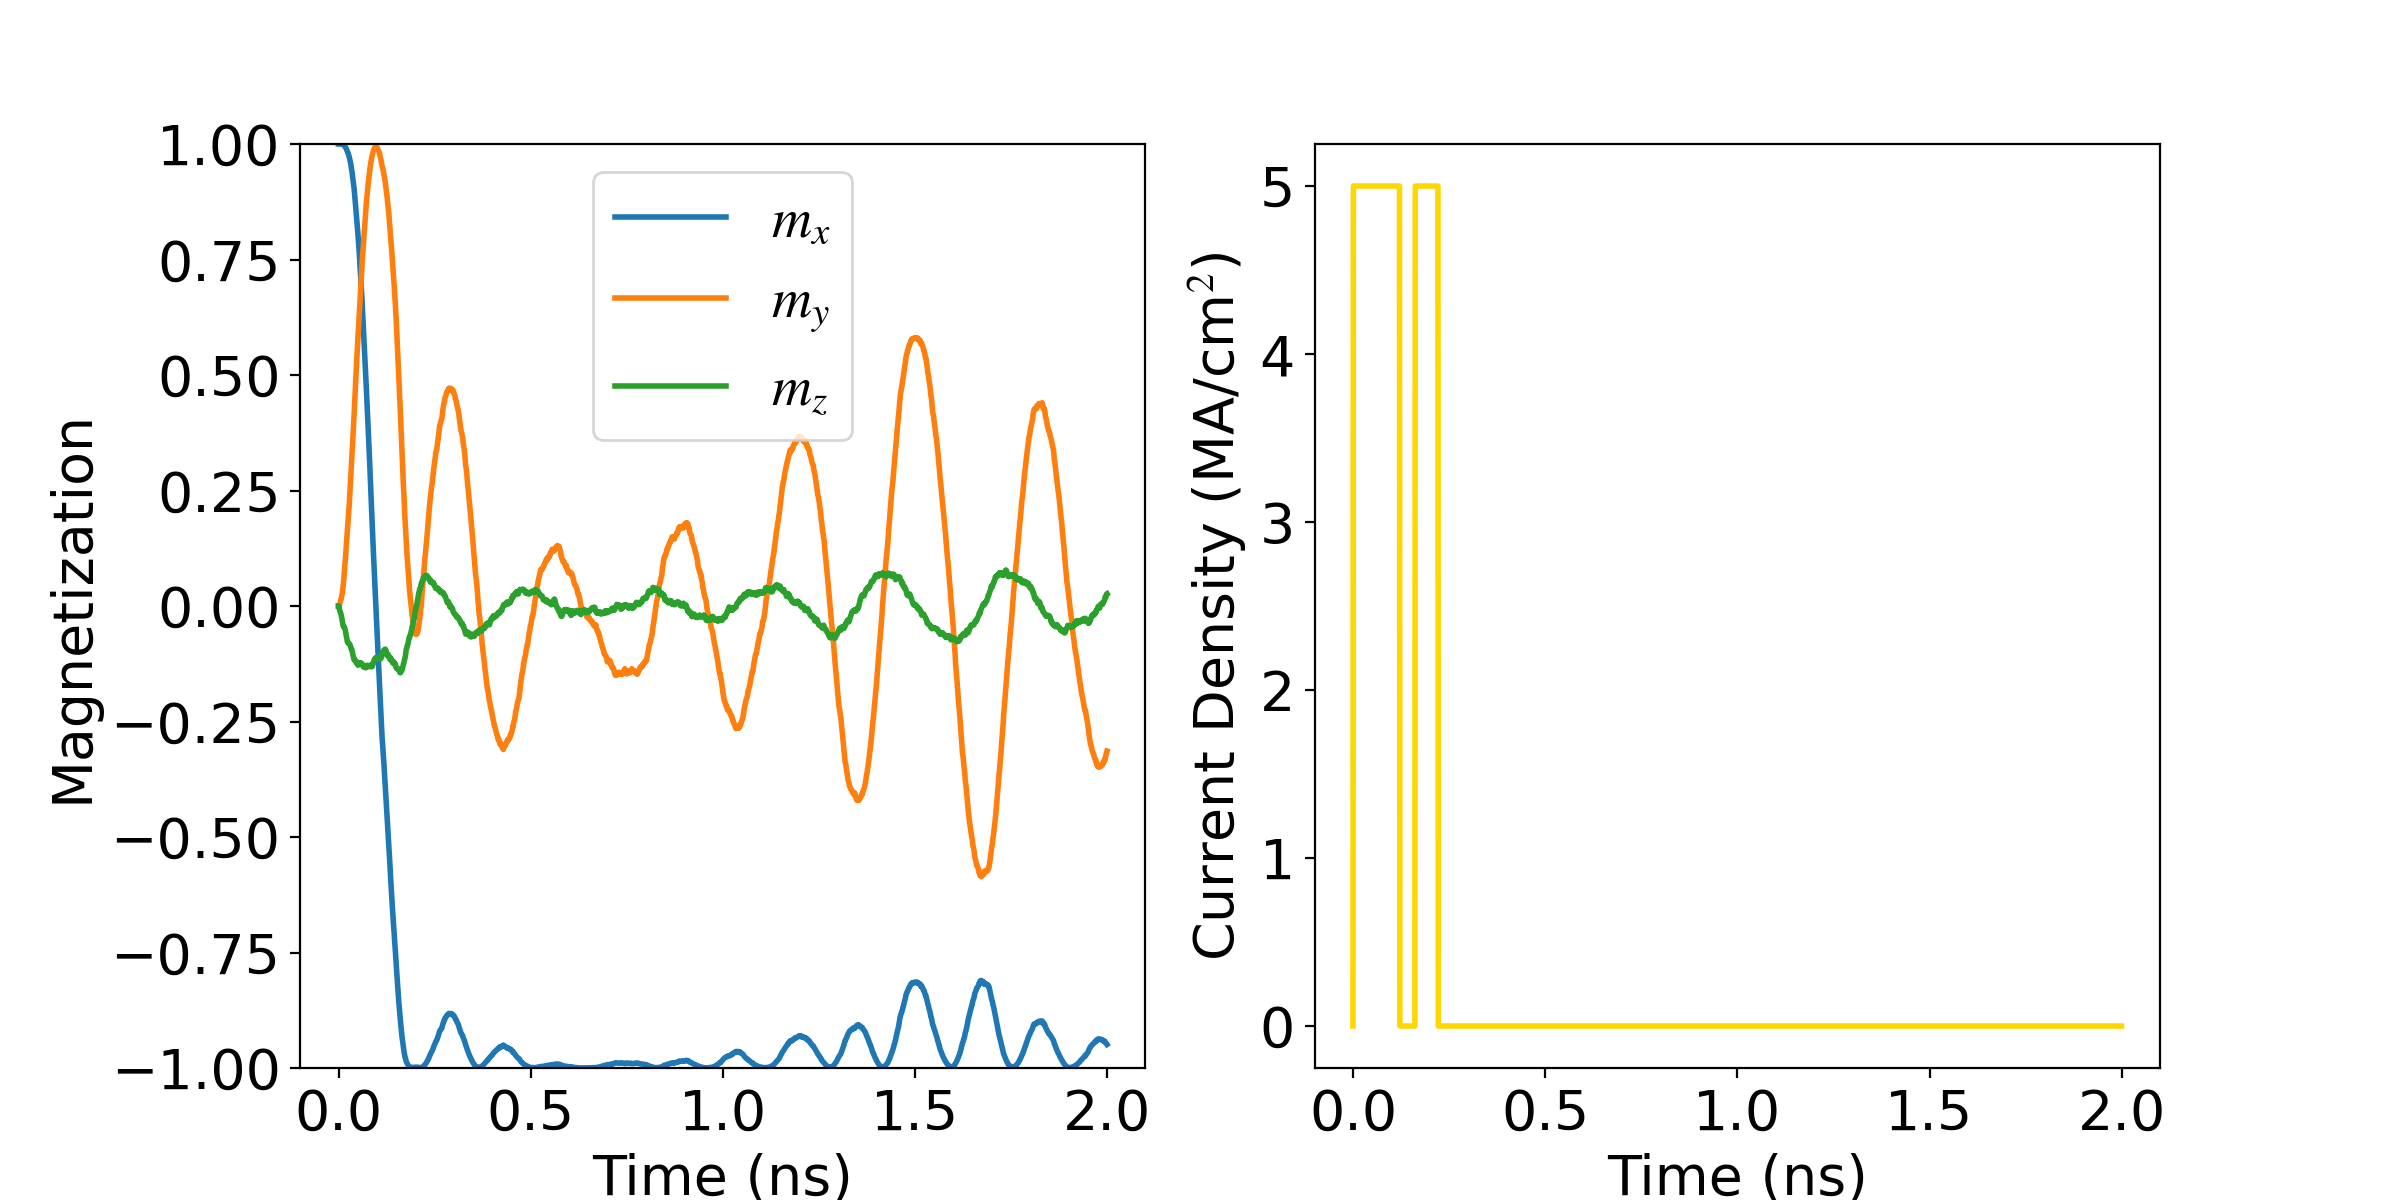 1.00
0.75
0.50
0.25
0.00
−0.25
−0.50
−0.75
−1.00
Magnetization
0.0 0.5 1.0 1.5 2.0
Time (ns)
mₓ
m_y
m_z
5
4
3
2
1
0
Current Density (MA/cm²)
0.0 0.5 1.0 1.5 2.0
Time (ns)